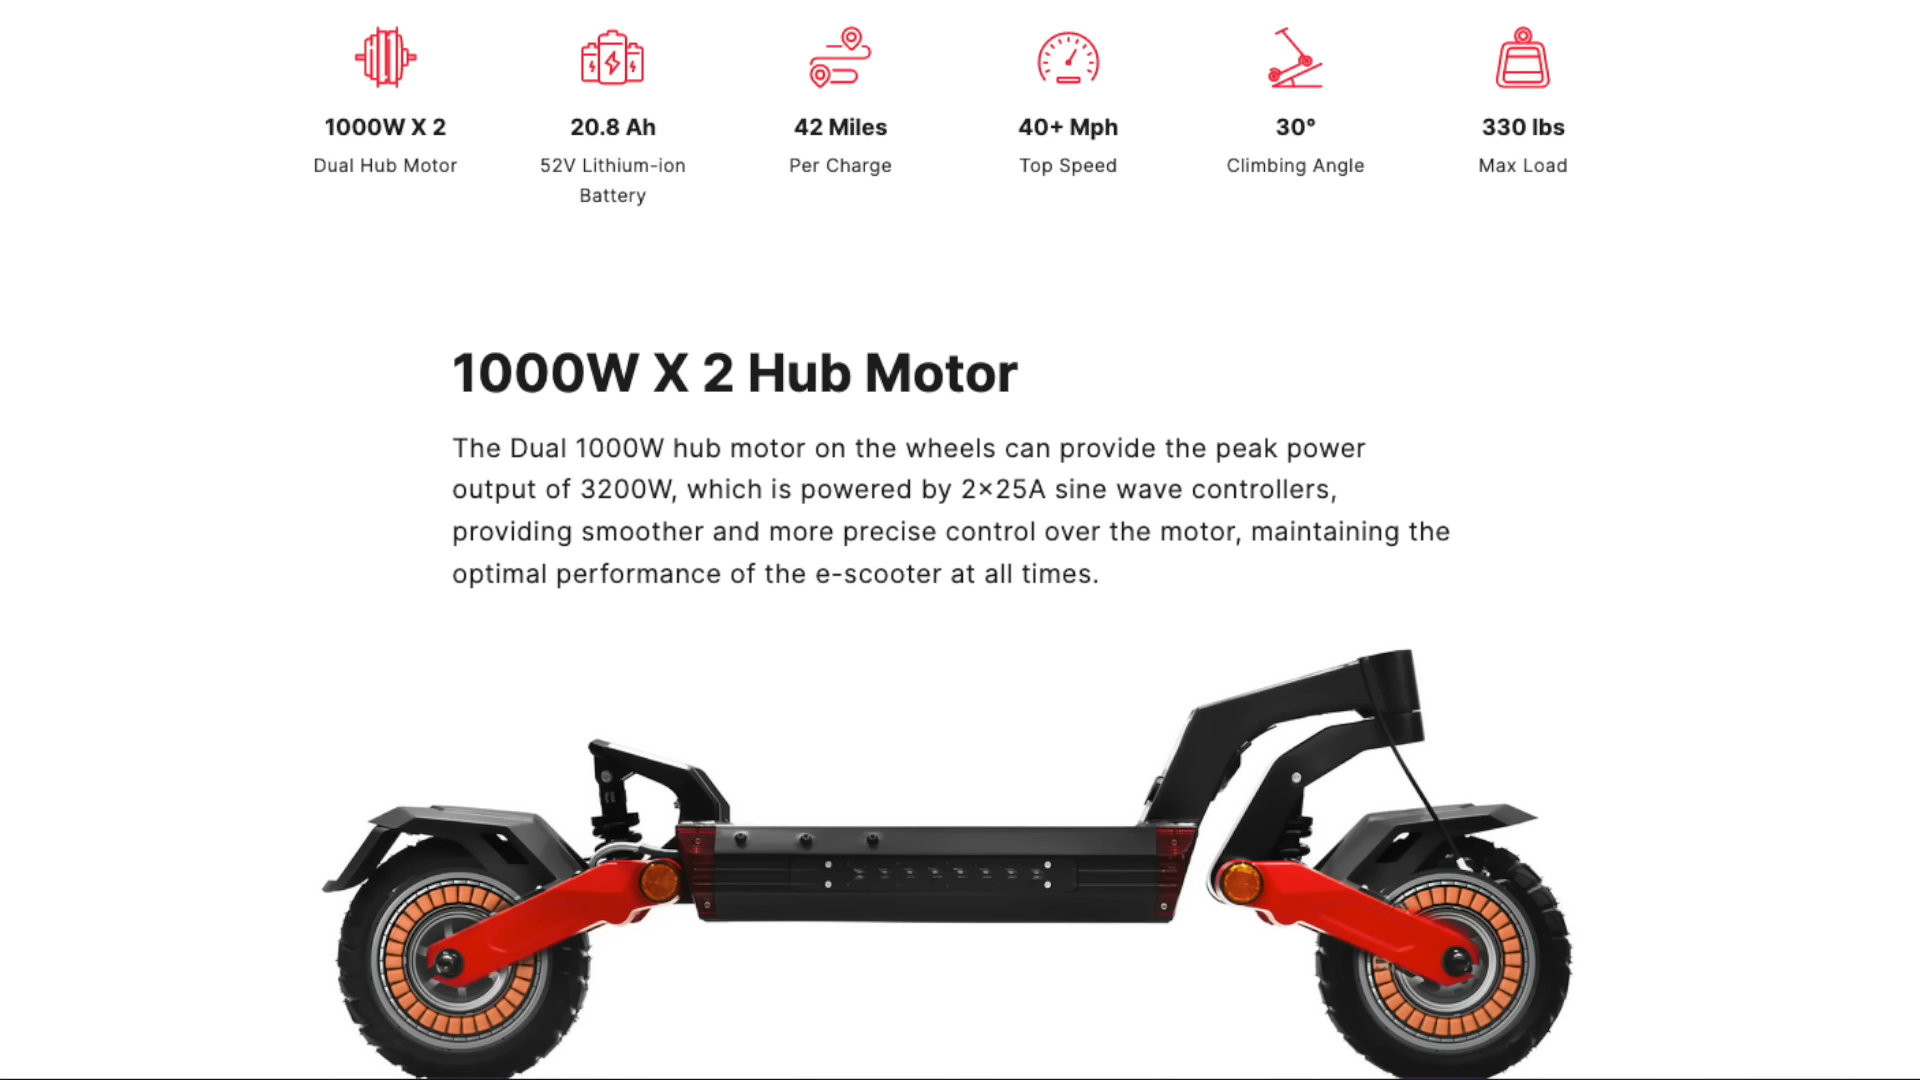 1000W X 2
Dual Hub Motor
20.8 Ah
52V Lithium-ion
Battery
42 Miles
Per Charge
40+ Mph
Top Speed
30°
Climbing Angle
330 lbs
Max Load
1000W X 2 Hub Motor
The Dual 1000W hub motor on the wheels can provide the peak power
output of 3200W, which is powered by 2×25A sine wave controllers,
providing smoother and more precise control over the motor, maintaining the
optimal performance of the e-scooter at all times.